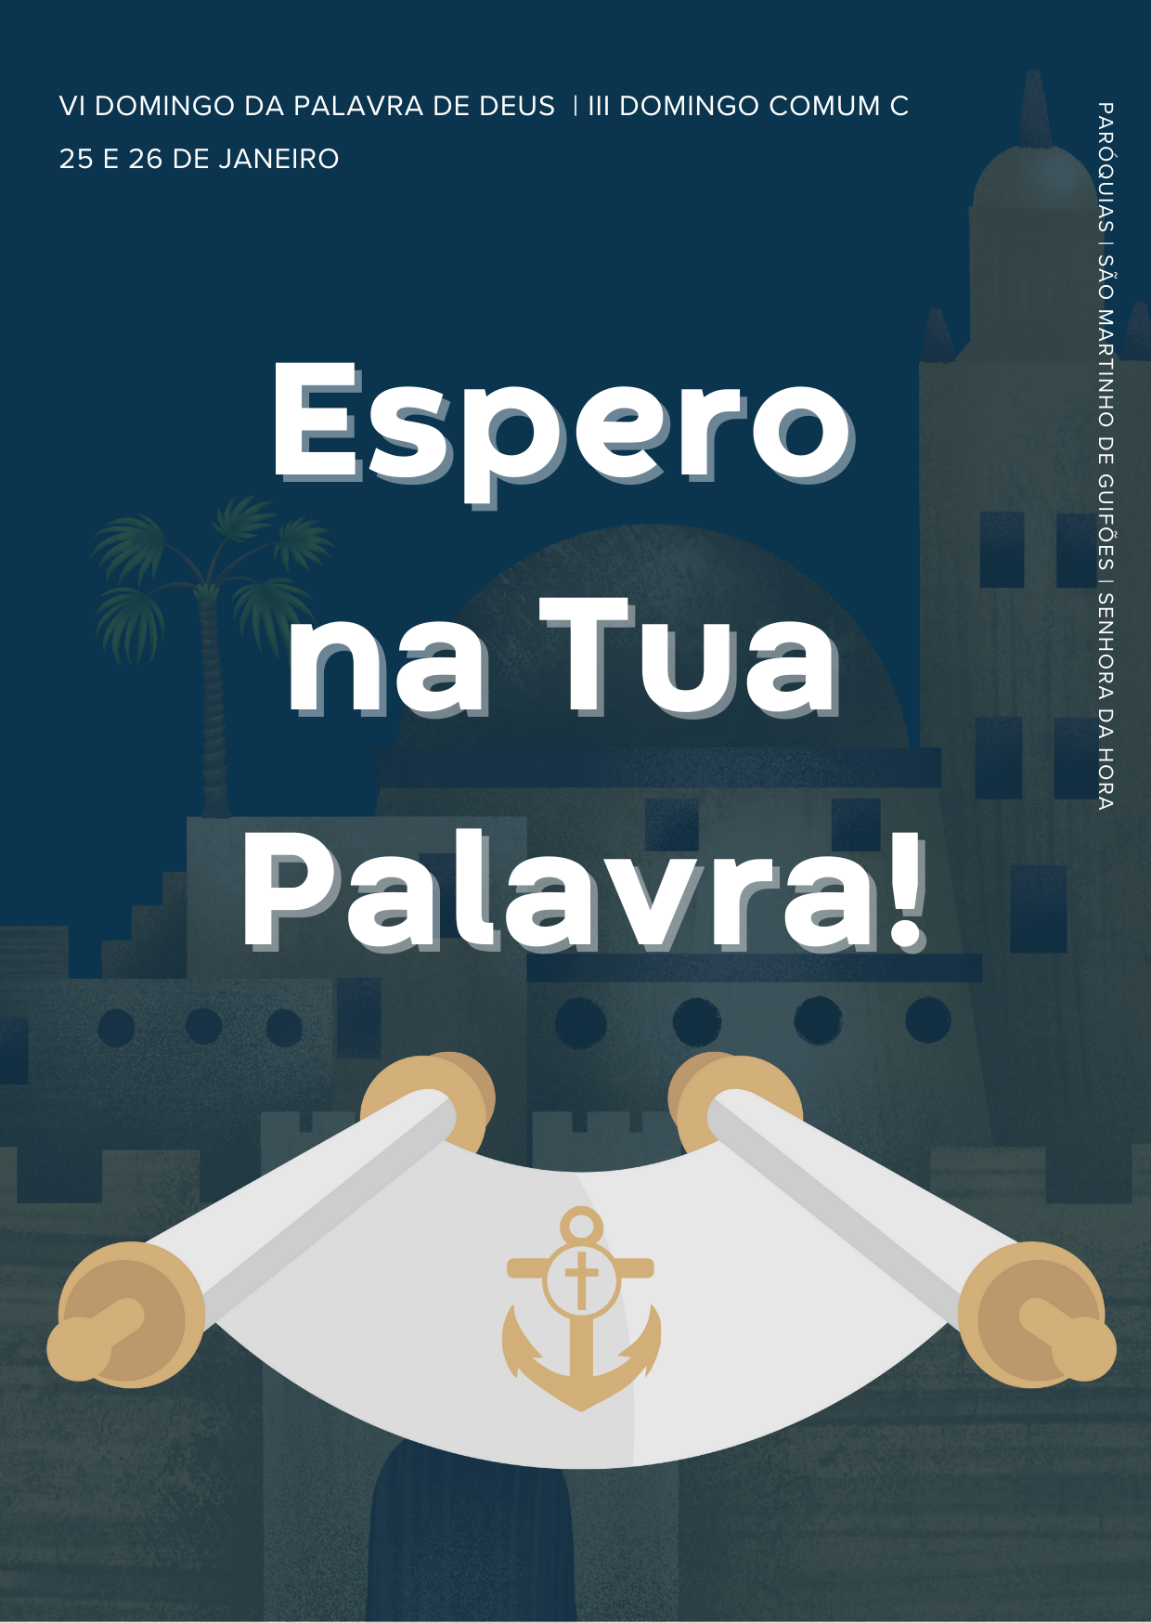 VI DOMINGO DA PALAVRA DE DEUS | III DOMINGO COMUM C
25 E 26 DE JANEIRO
PARÓQUIAS | SÃO MARTINHO DE GUIFÕES | SENHORA DA HORA
Espero
na Tua
Palavra!